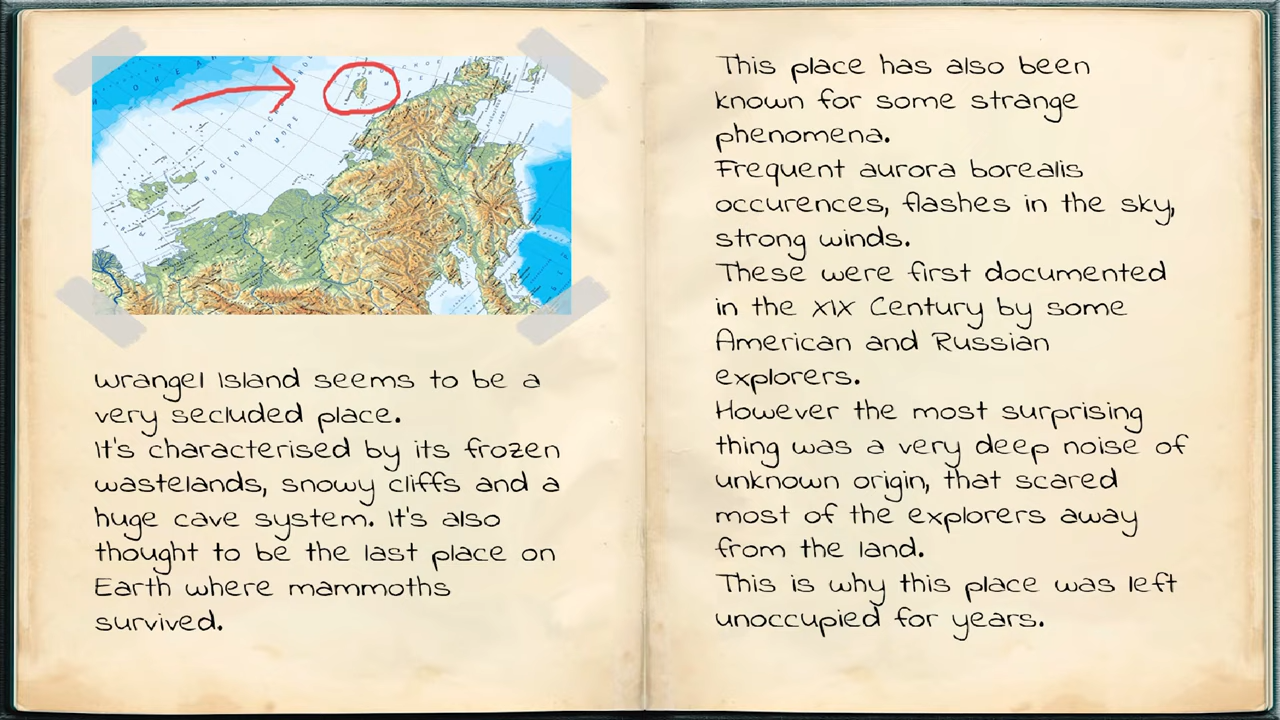 Wrangel Island seems to be a
very secluded place.
It's characterised by its frozen
wastelands, snowy cliffs and a
huge cave system. It's also
thought to be the last place on
Earth where mammoths
survived.
This place has also been
known for some strange
phenomena.
Frequent aurora borealis
occurences, flashes in the sky,
strong winds.
These were first documented
in the XIX Century by some
American and Russian
explorers.
However the most surprising
thing was a very deep noise of
unknown origin, that scared
most of the explorers away
from the land.
This is why this place was left
unoccupied for years.